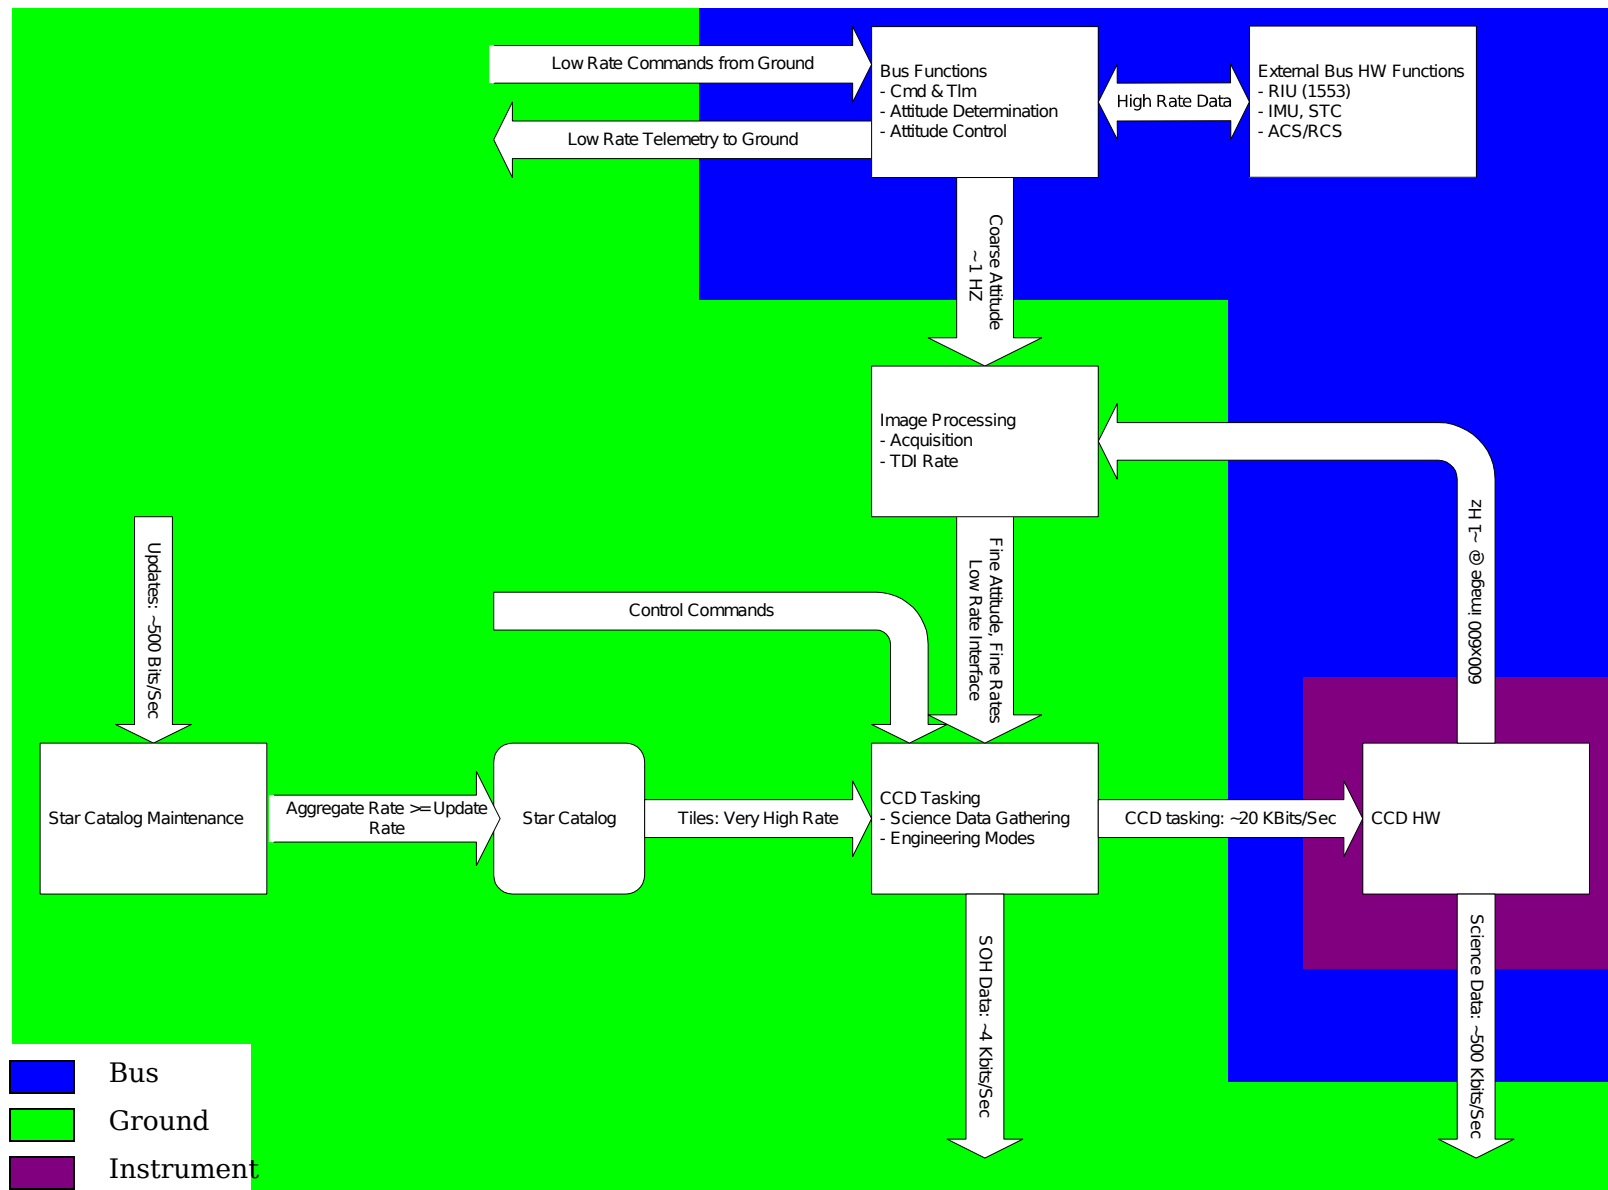 Low Rate Commands from Ground
Low Rate Telemetry to Ground
Bus Functions
- Cmd & Tlm
- Attitude Determination
- Attitude Control
High Rate Data
External Bus HW Functions
- RIU (1553)
- IMU, STC
- ACS/RCS
Coarse Attitude
~1 HZ
Image Processing
- Acquisition
- TDI Rate
600x600 image @ ~1 Hz
Updates: ~500 Bits/Sec
Fine Attitude, Fine Rates
Low Rate Interface
Control Commands
Star Catalog Maintenance
Aggregate Rate >= Update
Rate
Star Catalog
Tiles: Very High Rate
CCD Tasking
- Science Data Gathering
- Engineering Modes
CCD tasking: ~20 KBits/Sec
CCD HW
SOH Data: ~4 Kbits/Sec
Science Data: ~500 Kbits/Sec
Bus
Ground
Instrument